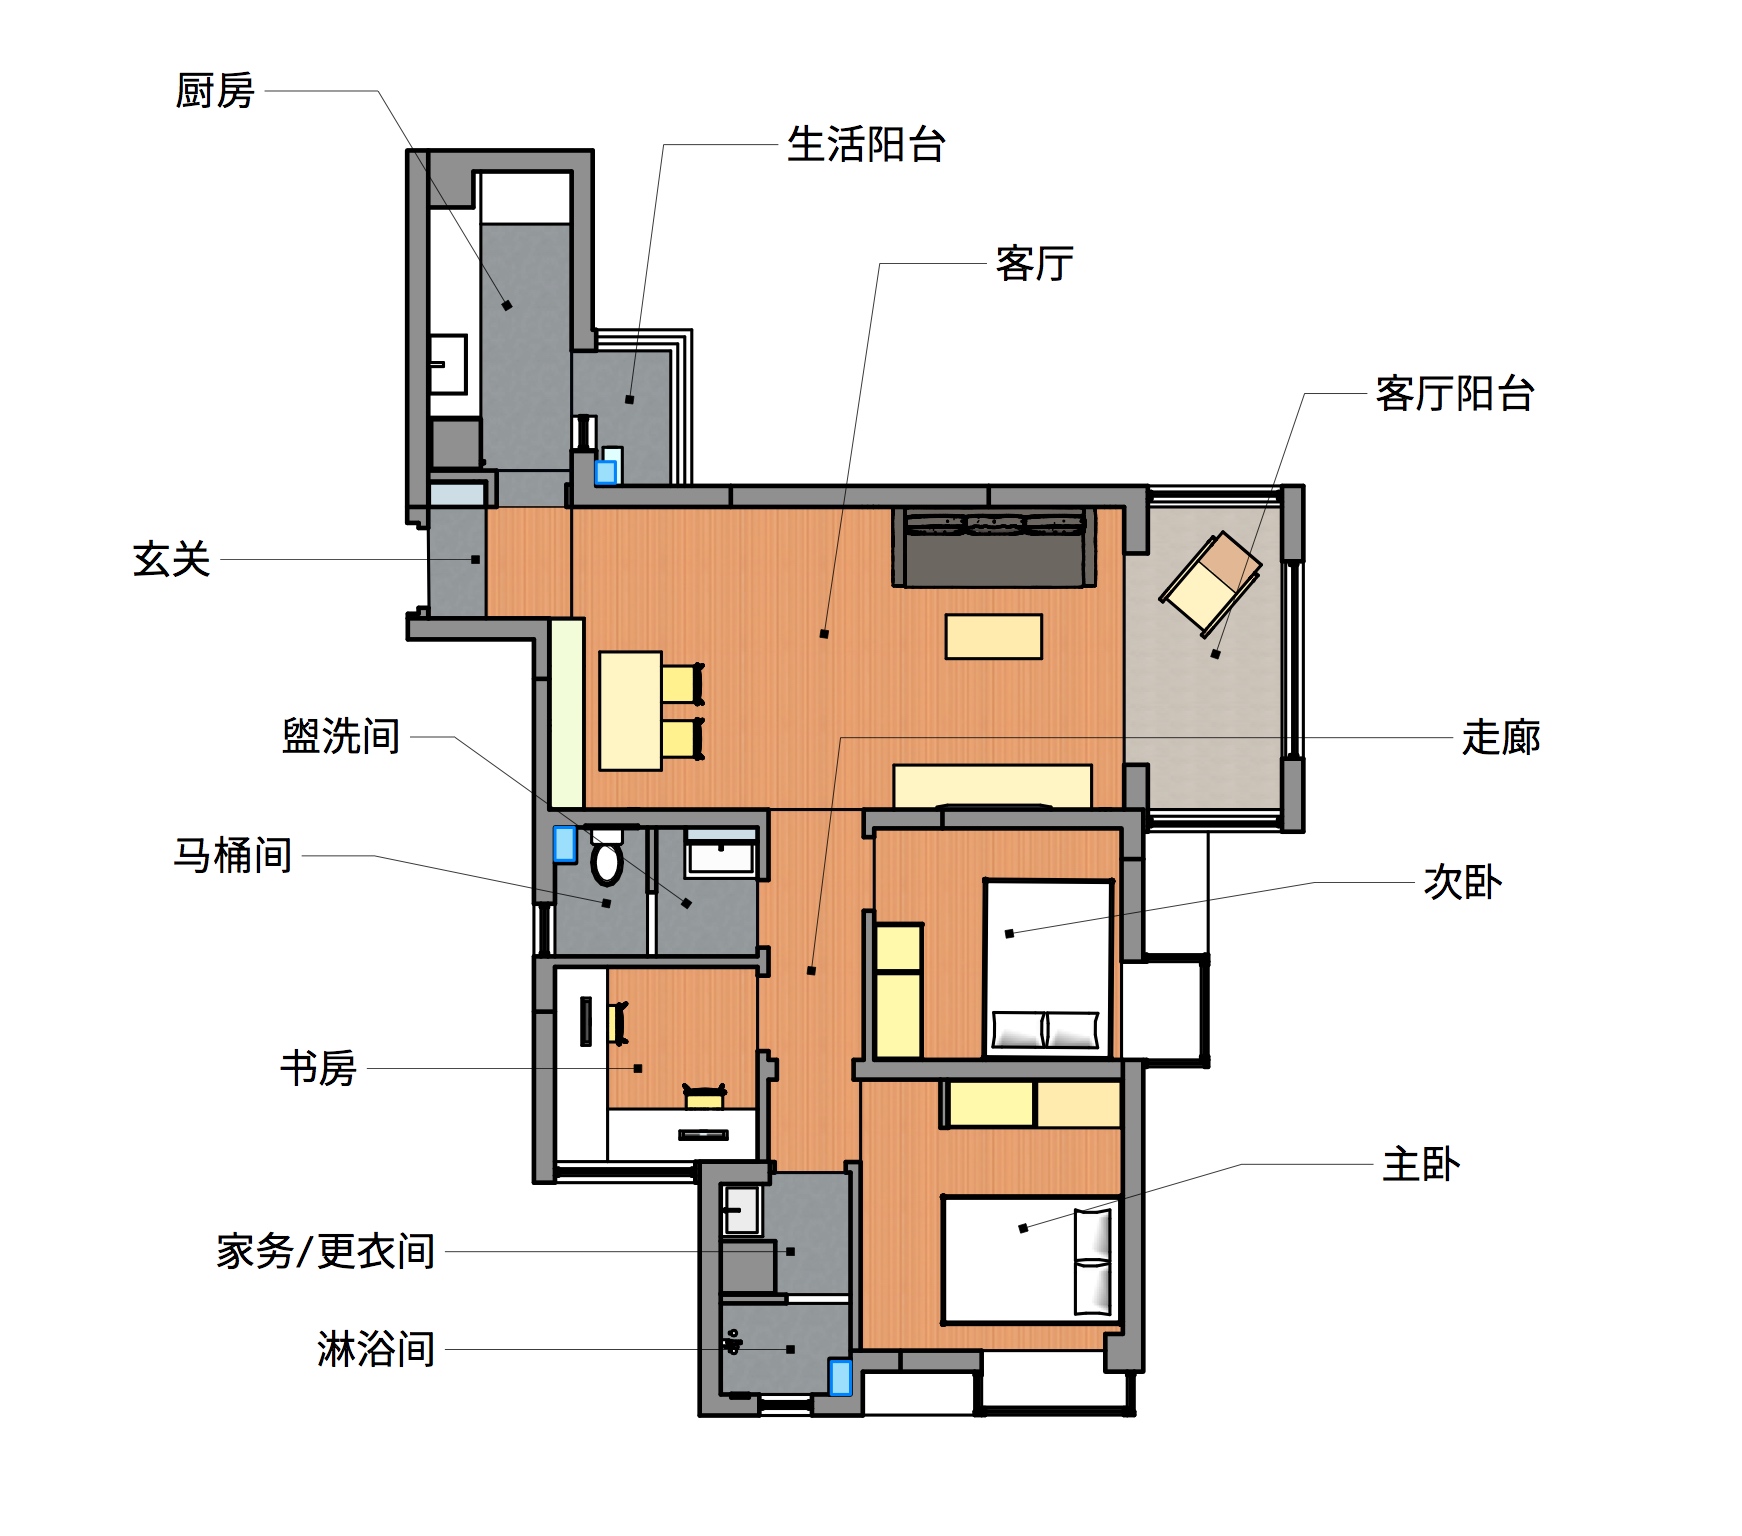 厨房
生活阳台
客厅
客厅阳台
玄关
盥洗间
走廊
马桶间
次卧
书房
主卧
家务/更衣间
淋浴间